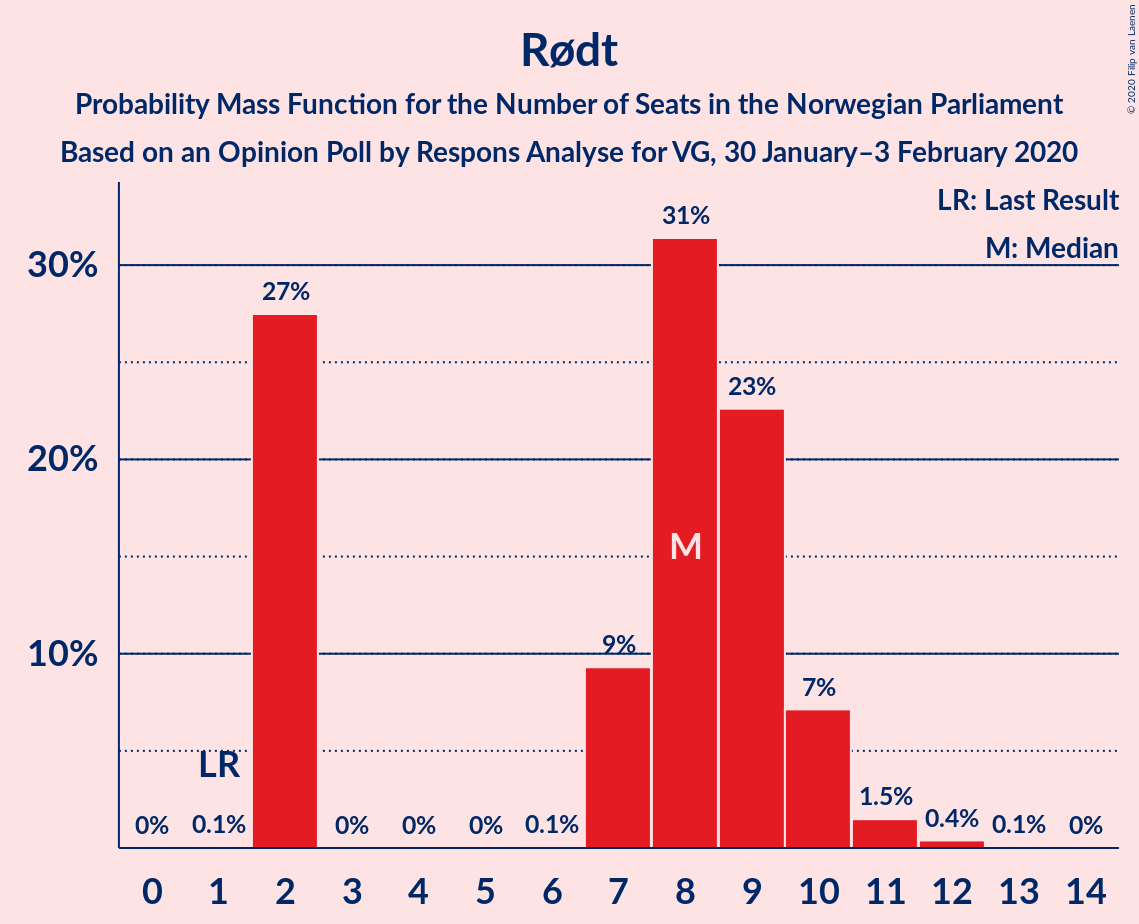 Rødt
Probability Mass Function for the Number of Seats in the Norwegian Parliament
Based on an Opinion Poll by Respons Analyse for VG, 30 January–3 February 2020
© 2020 Filip van Laenen
LR: Last Result
M: Median
30%
20%
10%
0% 0.1% 27% 0% 0% 0% 0.1% 9% 31% 23% 7% 1.5% 0.4% 0.1% 0%
LR
M
0 1 2 3 4 5 6 7 8 9 10 11 12 13 14